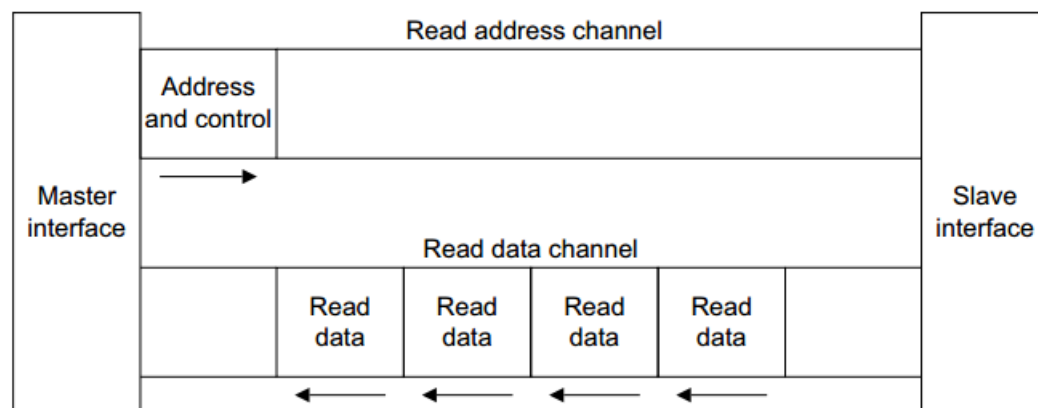 Read address channel
Address
and control
Master
interface
Slave
interface
Read data channel
Read
data
Read
data
Read
data
Read
data